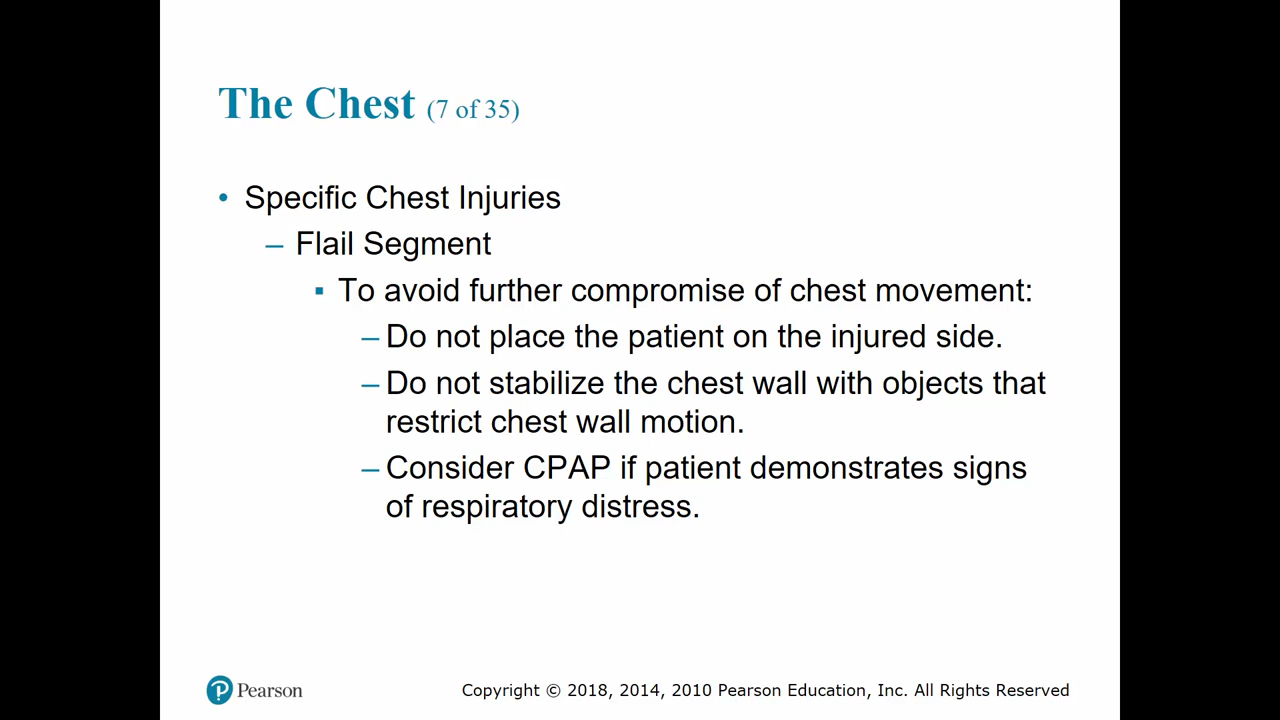 The Chest (7 of 35)
• Specific Chest Injuries
– Flail Segment
▪ To avoid further compromise of chest movement:
– Do not place the patient on the injured side.
– Do not stabilize the chest wall with objects that
restrict chest wall motion.
– Consider CPAP if patient demonstrates signs
of respiratory distress.
P Pearson
Copyright © 2018, 2014, 2010 Pearson Education, Inc. All Rights Reserved